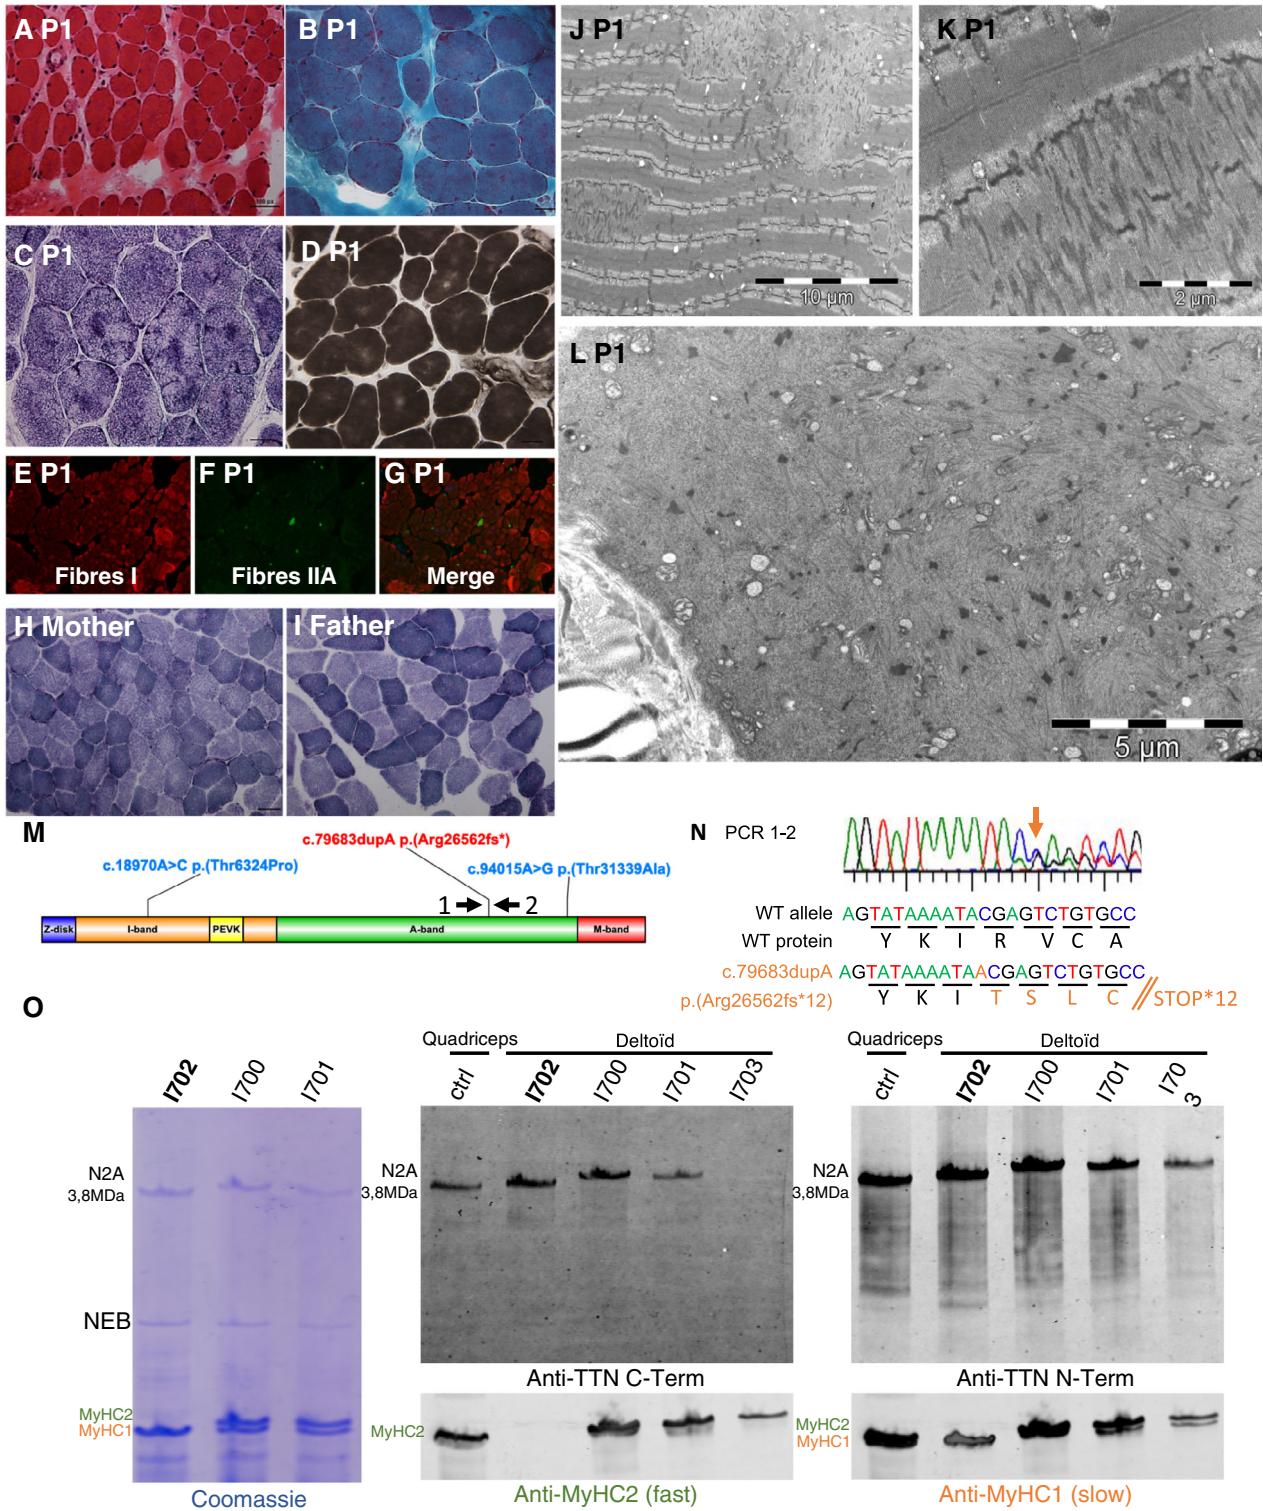 A P1
B P1
J P1
K P1
100 px
C P1
D P1
10 µm
2 µm
L P1
E P1
F P1
G P1
Fibres I
Fibres IIA
Merge
H Mother
I Father
5 µm
M
c.79683dupA p.(Arg26562fs*)
c.18970A>C p.(Thr6324Pro)
c.94015A>G p.(Thr31339Ala)
1
2
Z-disk
I-band
PEVK
A-band
M-band
N
PCR 1-2
WT allele
AGTATAAAATACGAGTCTGTGCC
WT protein
Y K I R V C A
c.79683dupA
AGTATAAAATAACGAGTCTGTGCC
p.(Arg26562fs*12)
Y K I T S L C // STOP*12
O
I702 I700 I701
N2A
3,8MDa
NEB
MyHC2
MyHC1
Coomassie
Quadriceps Deltoïd
ctrl I702 I700 I701 I703
N2A
3,8MDa
Anti-TTN C-Term
MyHC2
Anti-MyHC2 (fast)
Quadriceps Deltoïd
ctrl I702 I700 I701 I70
3
N2A
3,8MDa
Anti-TTN N-Term
MyHC2
MyHC1
Anti-MyHC1 (slow)